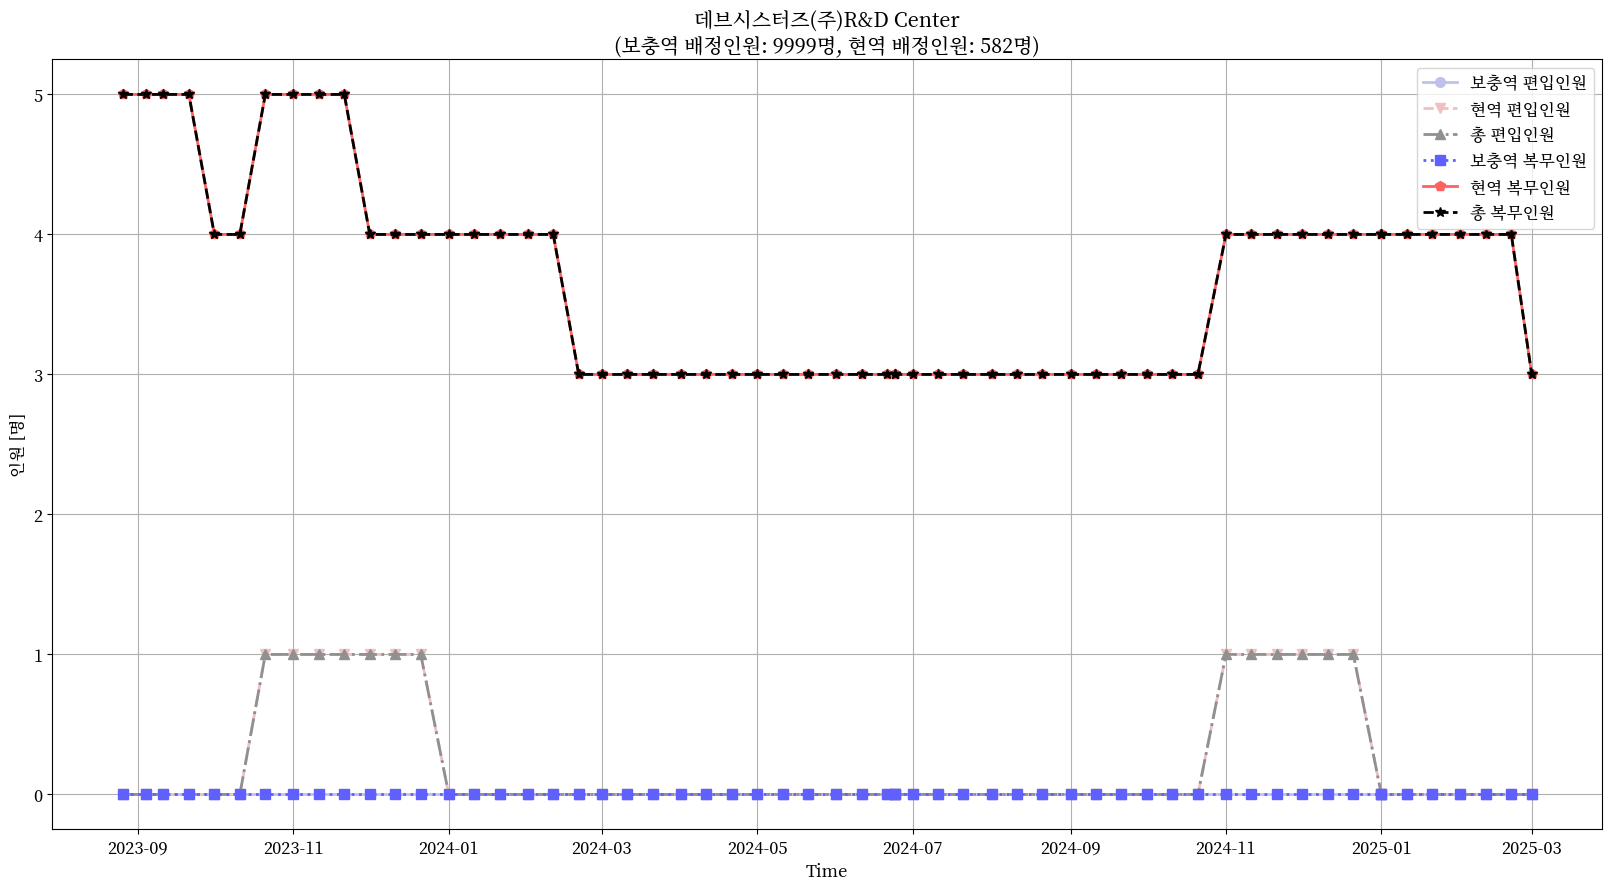 데브시스터즈(주)R&D Center
(보충역 배정인원: 9999명, 현역 배정인원: 582명)
보충역 편입인원
현역 편입인원
총 편입인원
보충역 복무인원
현역 복무인원
총 복무인원
인원 [명]
5
4
3
2
1
0
2023-09 2023-11 2024-01 2024-03 2024-05 2024-07 2024-09 2024-11 2025-01 2025-03
Time